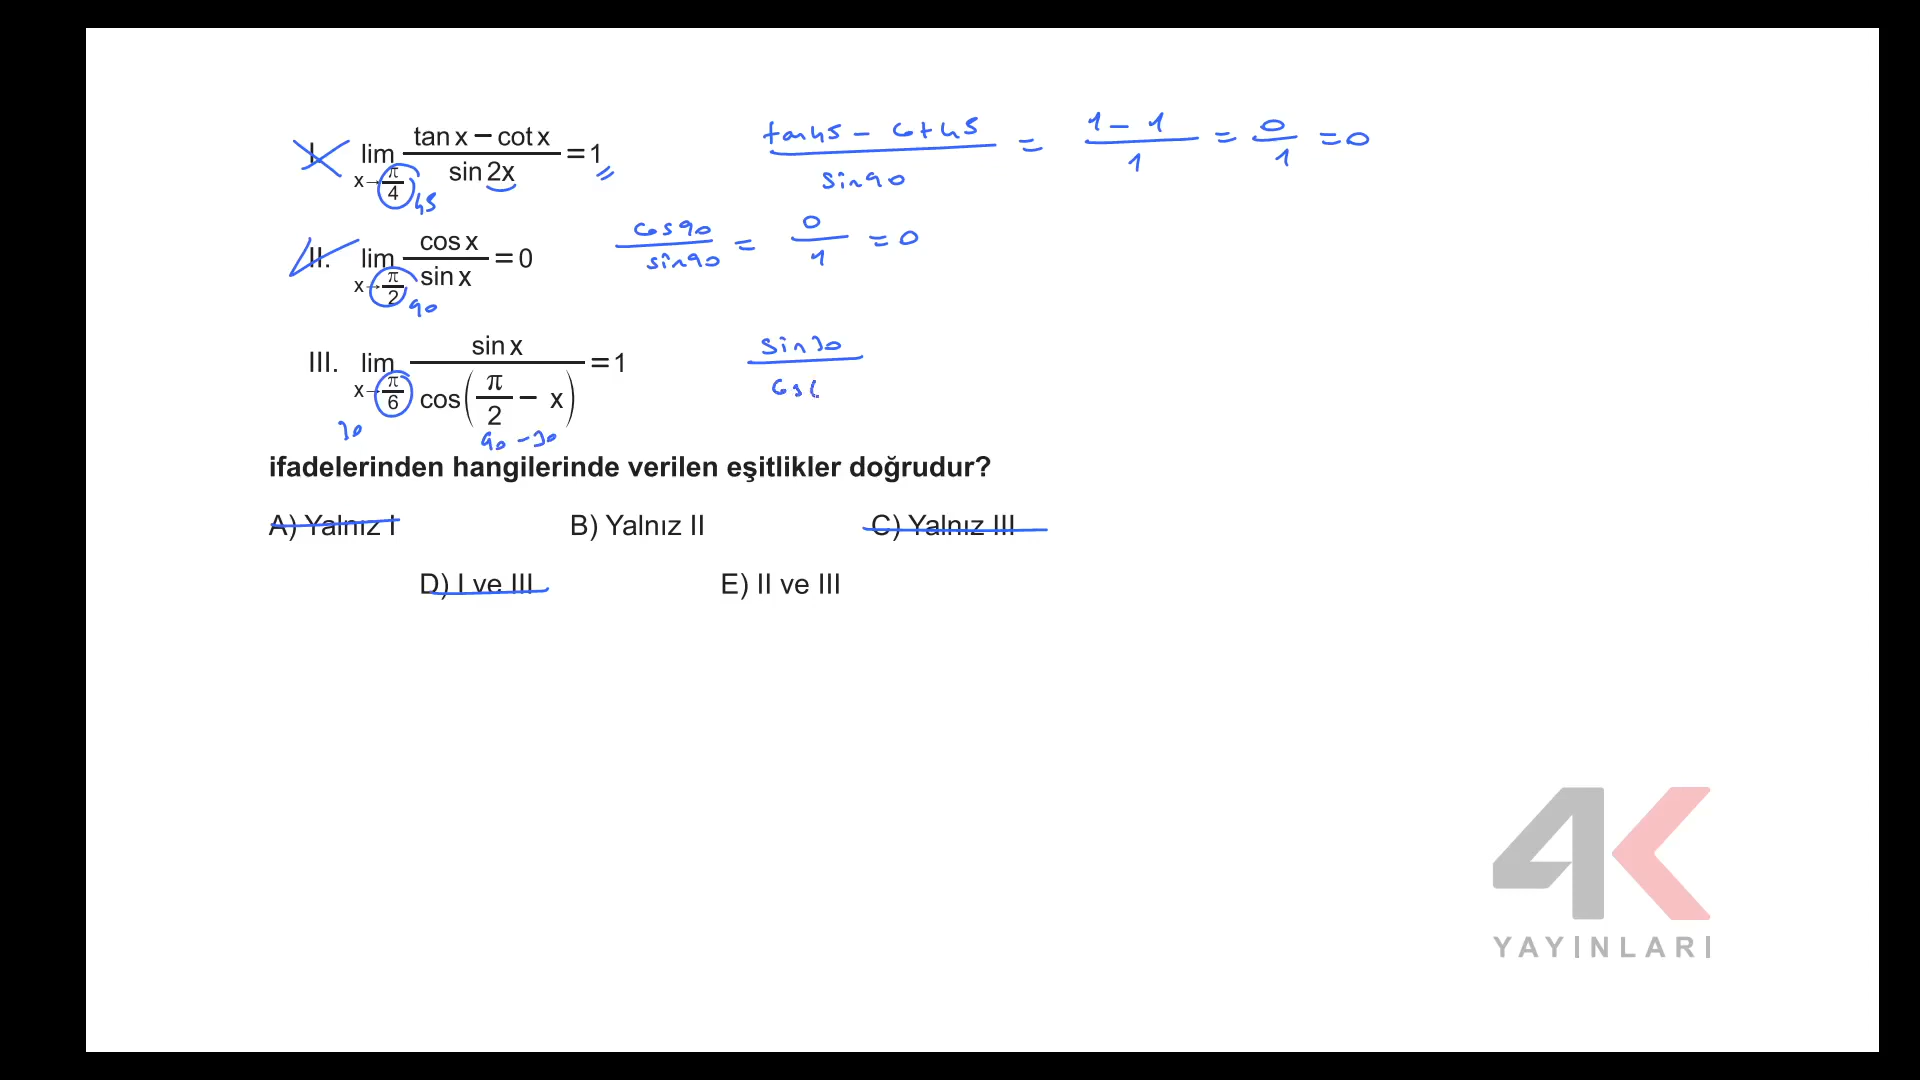 I. lim x→π/4 (tan x − cot x)/(sin 2x) = 1
45
(tan45 − cot45)/(sin90) = (1 − 1)/1 = 0/1 = 0
II. lim x→π/2 (cos x)/(sin x) = 0
90
cos90/sin90 = 0/1 = 0
III. lim x→π/6 (sin x)/(cos(π/2 − x)) = 1
30
90 − 30
sin30/cos(
ifadelerinden hangilerinde verilen eşitlikler doğrudur?
A) Yalnız I B) Yalnız II C) Yalnız III
D) I ve III E) II ve III
4K
YAYINLARI